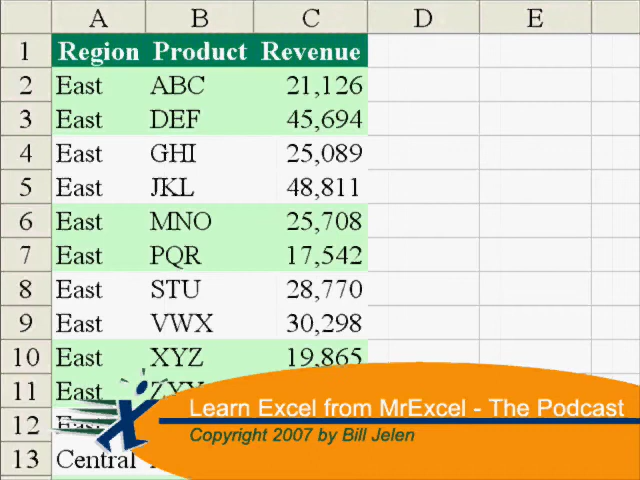 A B C D E
1 Region Product Revenue
2 East ABC 21,126
3 East DEF 45,694
4 East GHI 25,089
5 East JKL 48,811
6 East MNO 25,708
7 East PQR 17,542
8 East STU 28,770
9 East VWX 30,298
10 East XYZ 19,865
11 East
12 East
13 Central
Learn Excel from MrExcel - The Podcast
Copyright 2007 by Bill Jelen